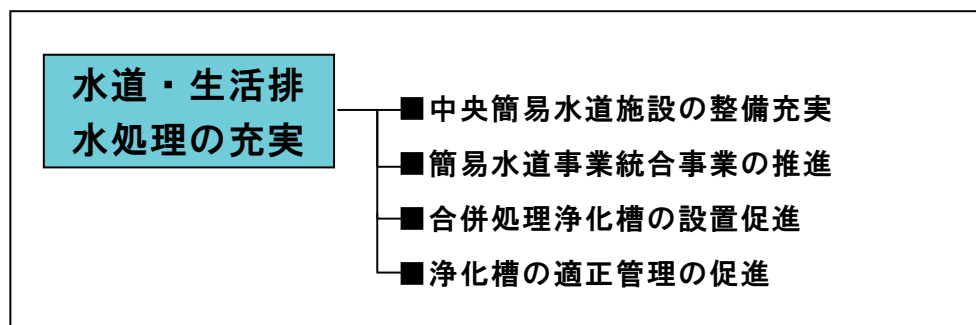 水道・生活排
水処理の充実
■中央簡易水道施設の整備充実
■簡易水道事業統合事業の推進
■合併処理浄化槽の設置促進
■浄化槽の適正管理の促進